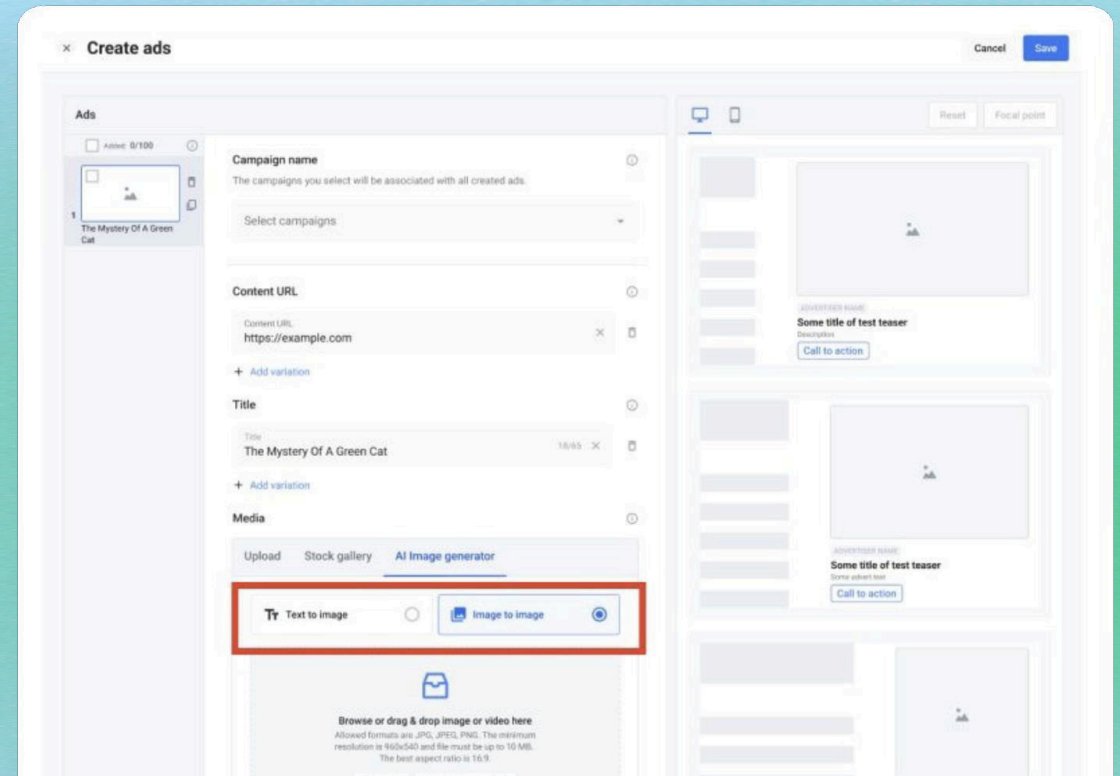 × Create ads
Cancel
Save
Ads
Added: 0/100
1
The Mystery Of A Green
Cat
Campaign name
The campaigns you select will be associated with all created ads.
Select campaigns
Content URL
Content URL
https://example.com
+ Add variation
Title
Title
The Mystery Of A Green Cat
18/65
+ Add variation
Media
Upload Stock gallery AI Image generator
Text to image
Image to image
Browse or drag & drop image or video here
Allowed formats are JPG, JPEG, PNG. The minimum
resolution is 960x540 and file must be up to 10 MB.
The best aspect ratio is 16:9.
Reset
Focal point
ADVERTISER NAME
Some title of test teaser
Description
Call to action
ADVERTISER NAME
Some title of test teaser
Some advert text
Call to action